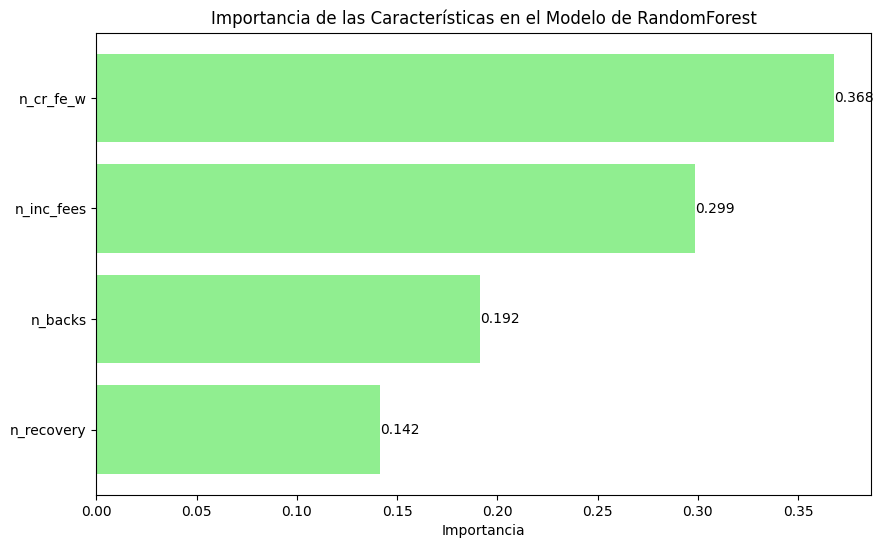 Importancia de las Características en el Modelo de RandomForest
n_cr_fe_w
0.368
n_inc_fees
0.299
n_backs
0.192
n_recovery
0.142
0.00 0.05 0.10 0.15 0.20 0.25 0.30 0.35
Importancia